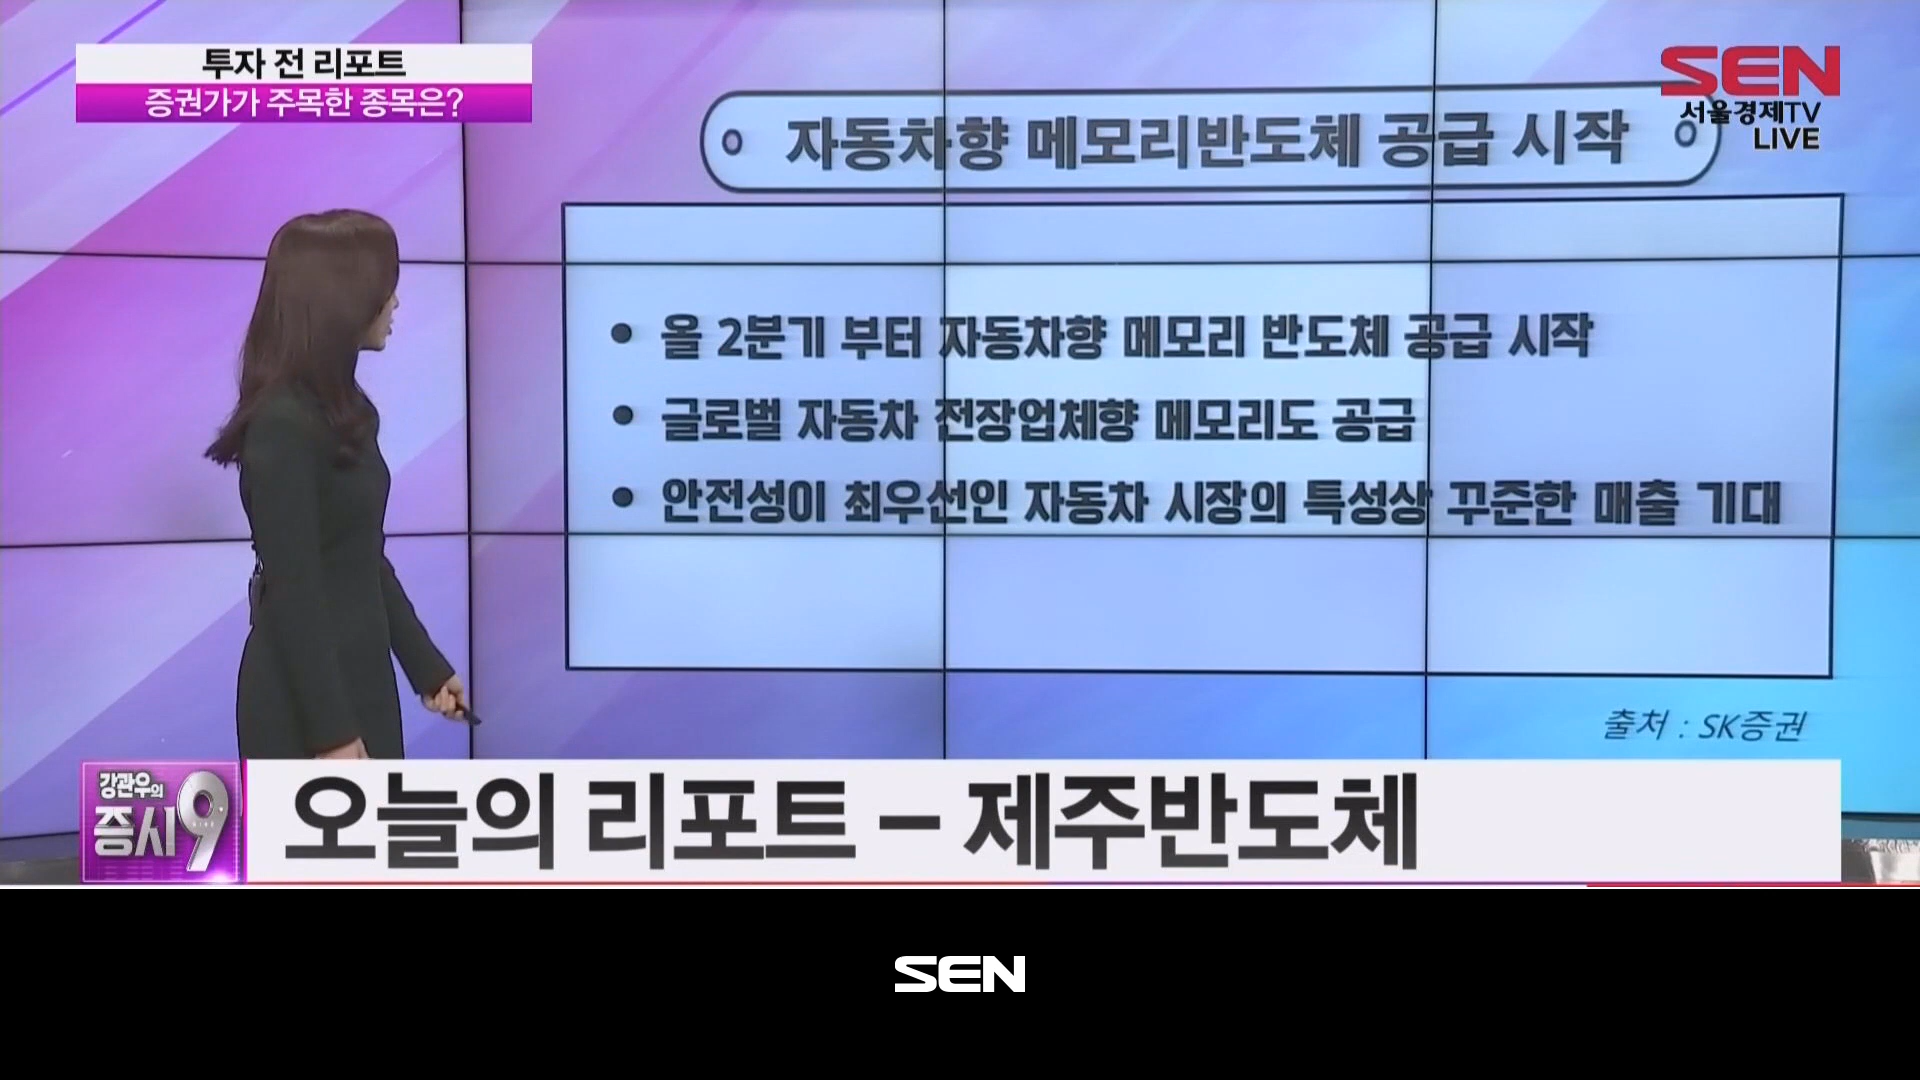 투자 전 리포트
증권가가 주목한 종목은?
SEN
서울경제TV
LIVE
자동차향 메모리반도체 공급 시작
• 올 2분기 부터 자동차향 메모리 반도체 공급 시작
• 글로벌 자동차 전장업체향 메모리도 공급
• 안전성이 최우선인 자동차 시장의 특성상 꾸준한 매출 기대
출처 : SK증권
강관우의
증시9
오늘의 리포트 – 제주반도체
SEN